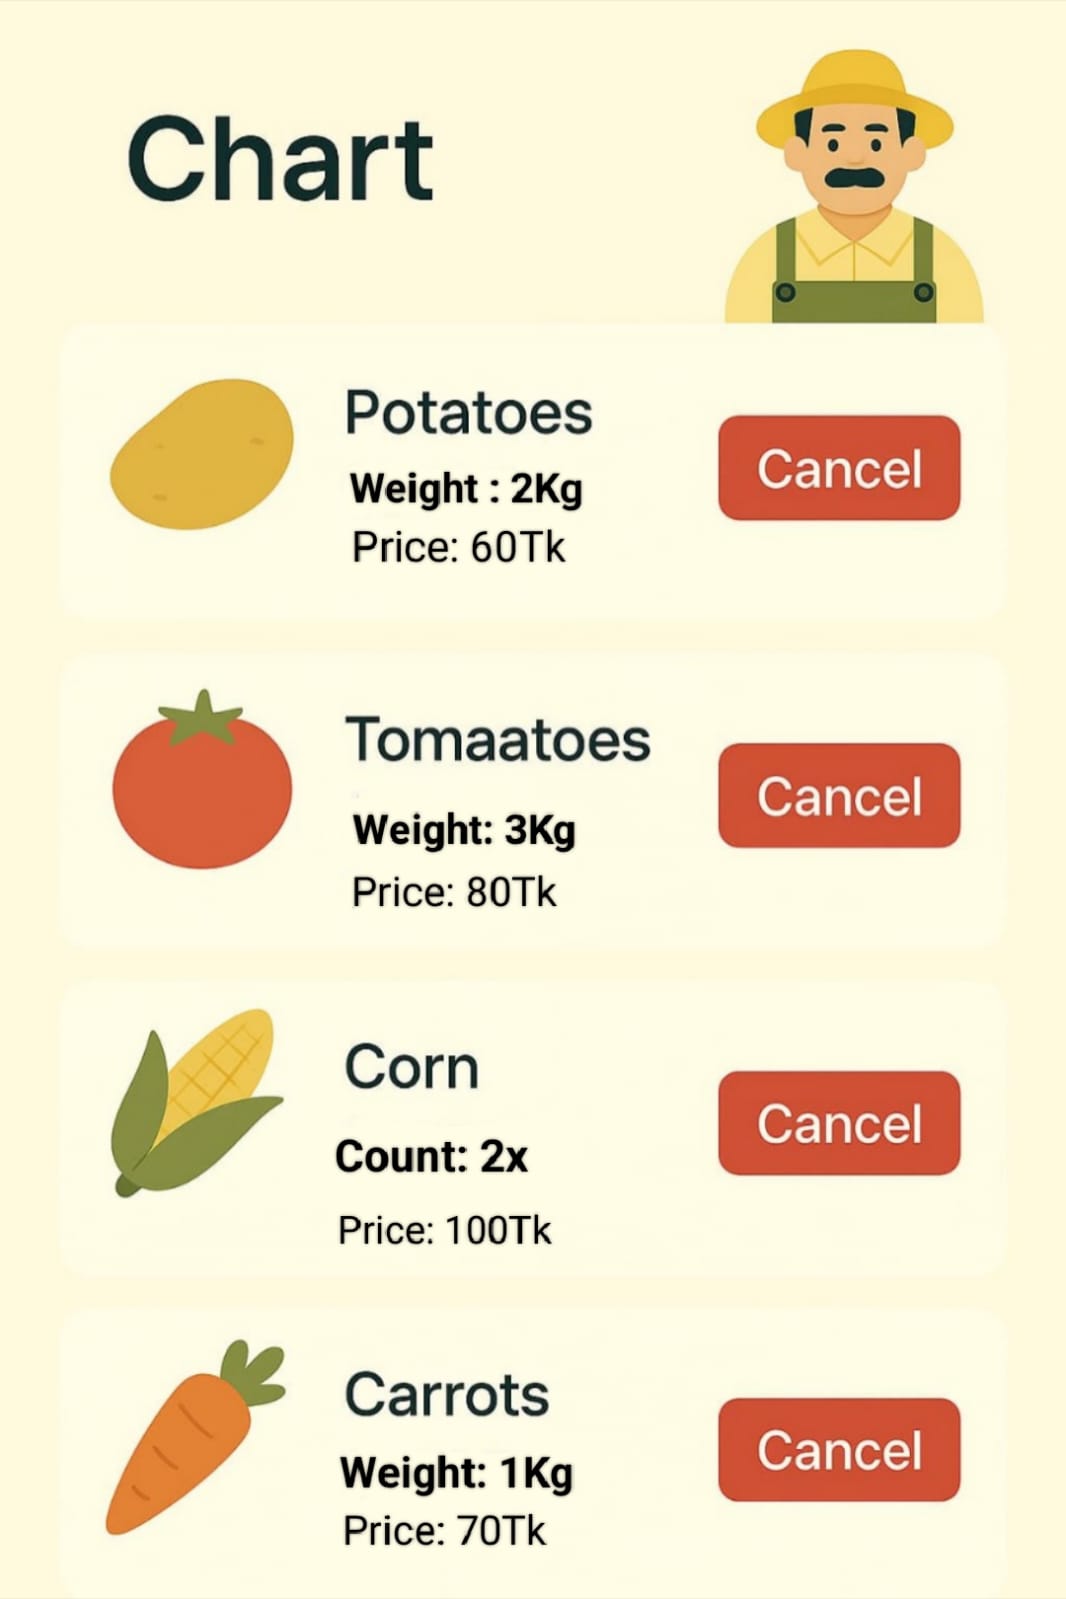 Chart
Potatoes
Weight : 2Kg
Price: 60Tk
Cancel
Tomaatoes
Weight: 3Kg
Price: 80Tk
Cancel
Corn
Count: 2x
Price: 100Tk
Cancel
Carrots
Weight: 1Kg
Price: 70Tk
Cancel